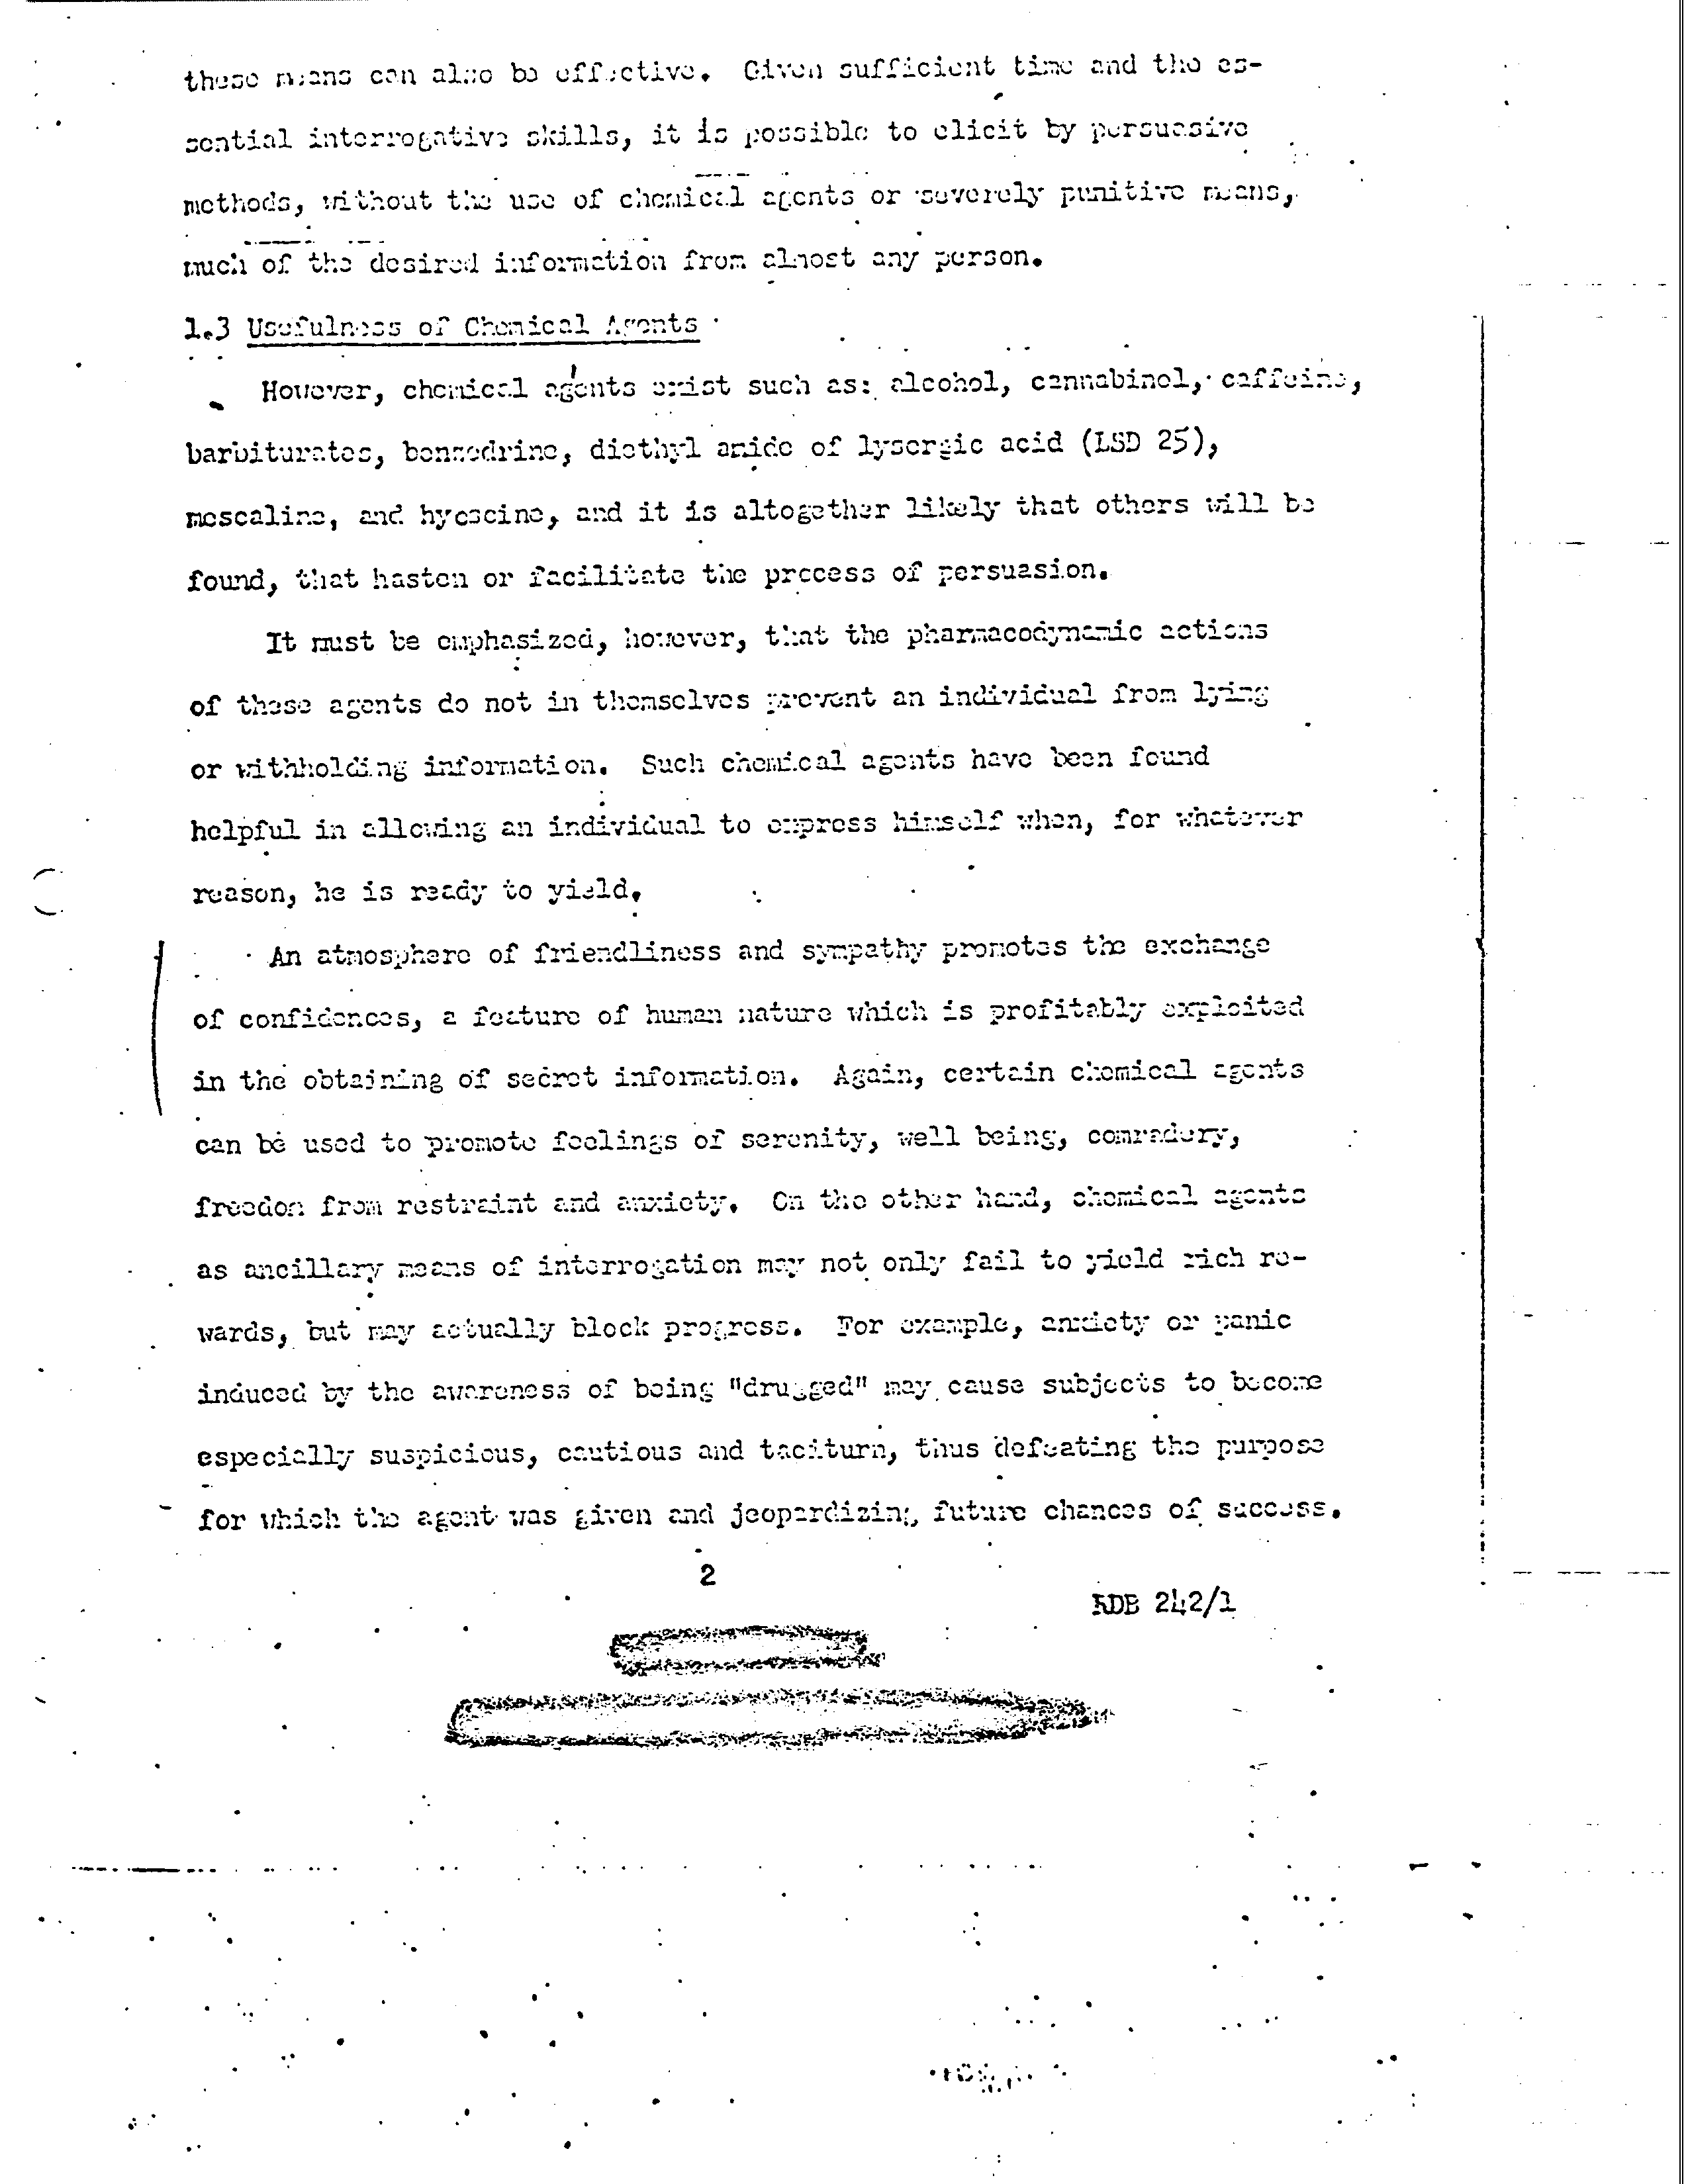 these means can also be effective. Given sufficient time and the es-
sential interrogative skills, it is possible to elicit by persuasive
methods, without the use of chemical agents or severely punitive means,
much of the desired information from almost any person.
1.3 Usefulness of Chemical Agents
However, chemical agents exist such as: alcohol, cannabinol, caffeine,
barbiturates, benzedrine, diethyl amide of lysergic acid (LSD 25),
mescaline, and hyoscine, and it is altogether likely that others will be
found, that hasten or facilitate the process of persuasion.
It must be emphasized, however, that the pharmacodynamic actions
of these agents do not in themselves prevent an individual from lying
or withholding information. Such chemical agents have been found
helpful in allowing an individual to express himself when, for whatever
reason, he is ready to yield.
An atmosphere of friendliness and sympathy promotes the exchange
of confidences, a feature of human nature which is profitably exploited
in the obtaining of secret information. Again, certain chemical agents
can be used to promote feelings of serenity, well being, comradery,
freedom from restraint and anxiety. On the other hand, chemical agents
as ancillary means of interrogation may not only fail to yield rich re-
wards, but may actually block progress. For example, anxiety or panic
induced by the awareness of being "drugged" may cause subjects to become
especially suspicious, cautious and taciturn, thus defeating the purpose
for which the agent was given and jeopardizing future chances of success.
2
RDB 242/1